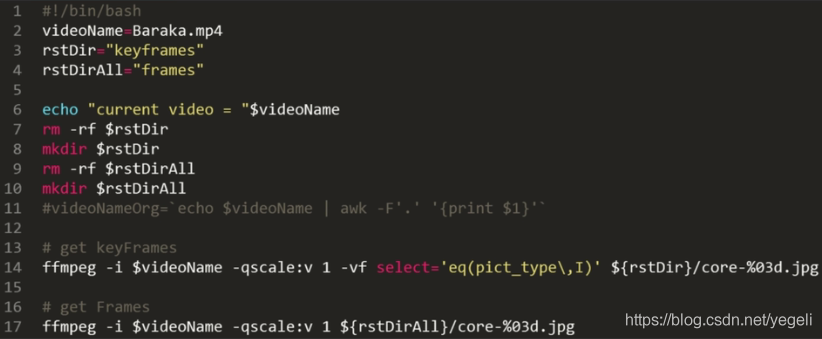 1 #!/bin/bash
2 videoName=Baraka.mp4
3 rstDir="keyframes"
4 rstDirAll="frames"
5
6 echo "current video = "$videoName
7 rm -rf $rstDir
8 mkdir $rstDir
9 rm -rf $rstDirAll
10 mkdir $rstDirAll
11 #videoNameOrg=`echo $videoName | awk -F'.' '{print $1}'`
12
13 # get keyFrames
14 ffmpeg -i $videoName -qscale:v 1 -vf select='eq(pict_type\,I)' ${rstDir}/core-%03d.jpg
15
16 # get Frames
17 ffmpeg -i $videoName -qscale:v 1 ${rstDirAll}/core-%03d.jpg
https://blog.csdn.net/yegeli